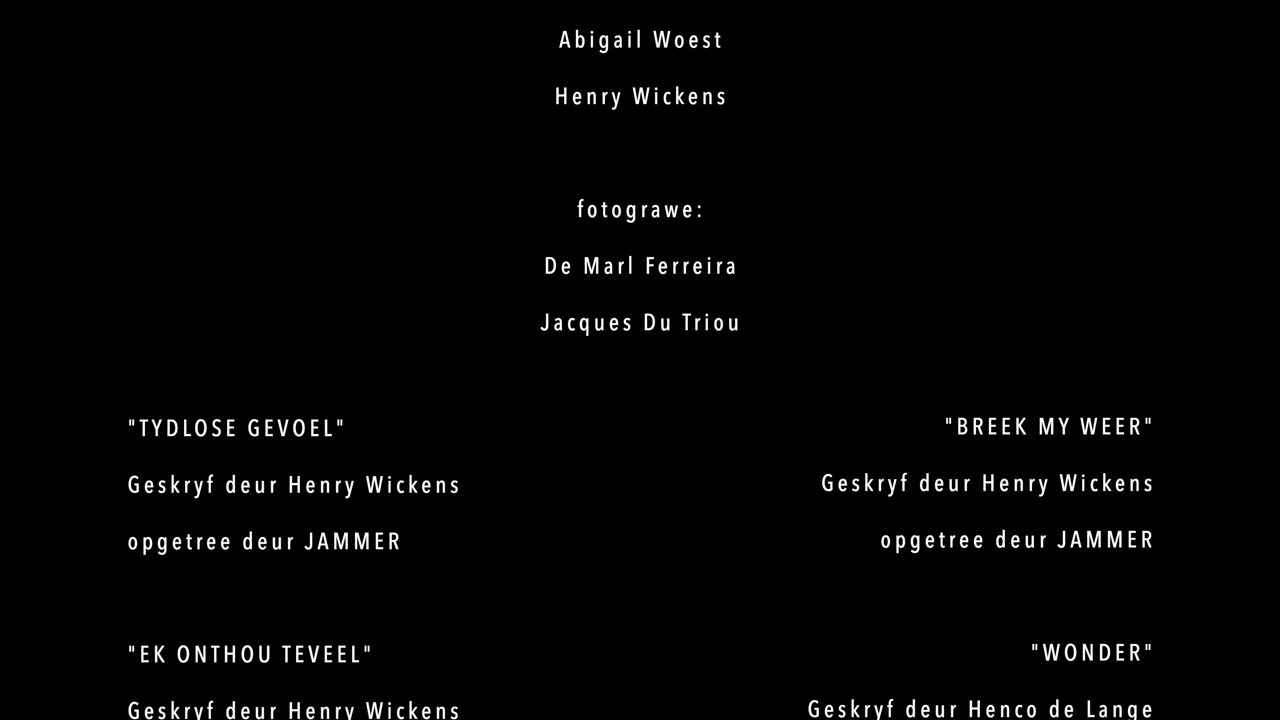 Abigail Woest
Henry Wickens
fotograwe:
De Marl Ferreira
Jacques Du Triou
"TYDLOSE GEVOEL"
Geskryf deur Henry Wickens
opgetree deur JAMMER
"BREEK MY WEER"
Geskryf deur Henry Wickens
opgetree deur JAMMER
"EK ONTHOU TEVEEL"
Geskryf deur Henry Wickens
"WONDER"
Geskryf deur Henco de Lange